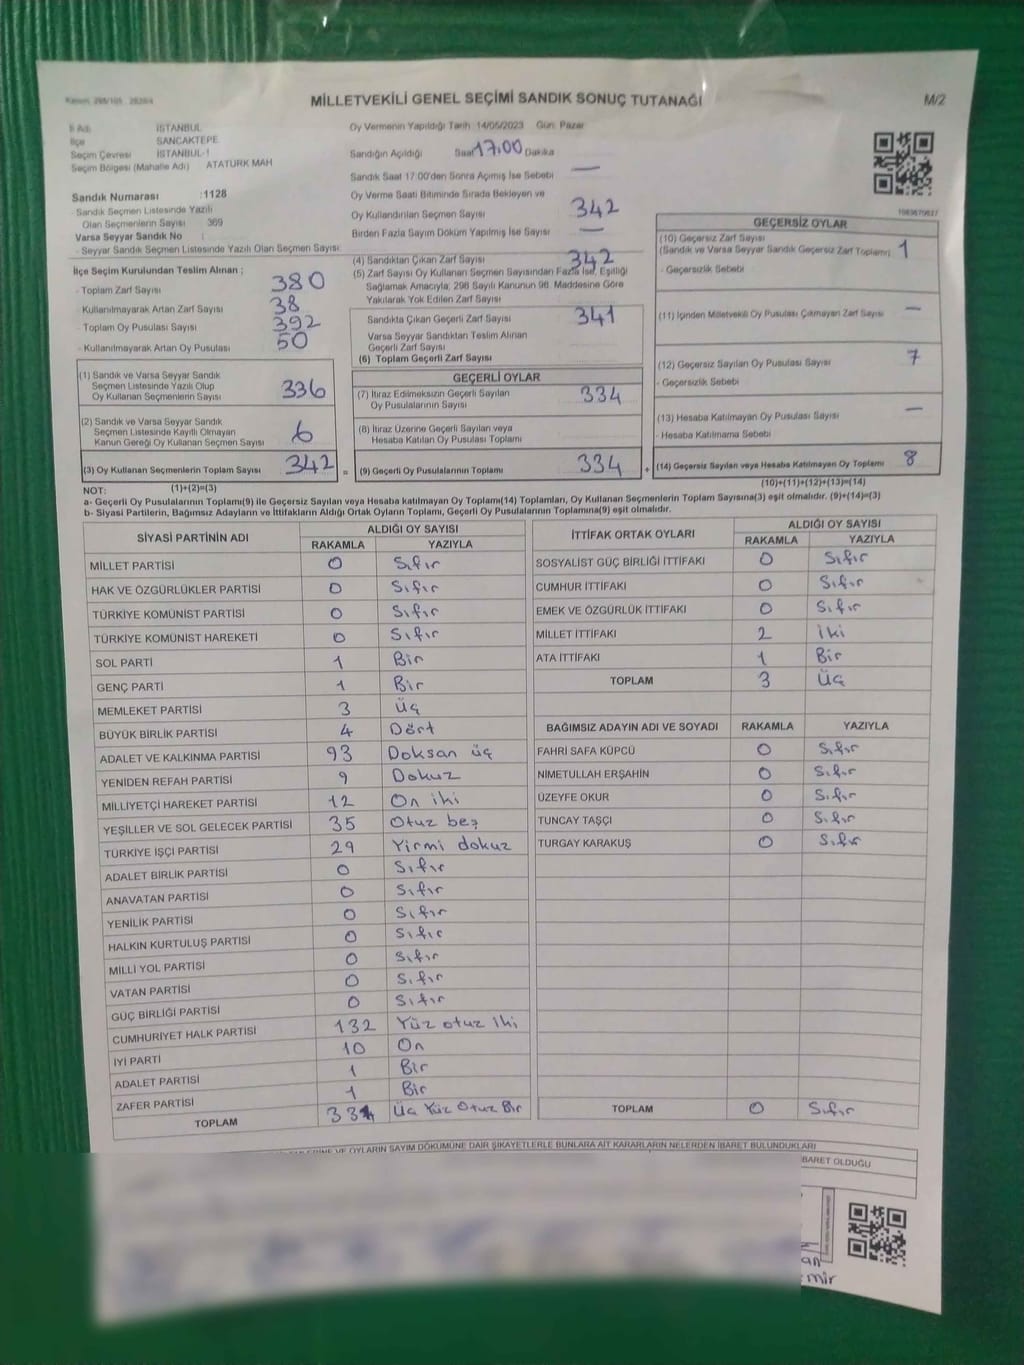 MİLLETVEKİLİ GENEL SEÇİMİ SANDIK SONUÇ TUTANAĞI
M/2
İl Adı : İSTANBUL
İlçe SANCAKTEPE
Seçim Çevresi İSTANBUL-1
Seçim Bölgesi (Mahalle Adı) ATATÜRK MAH
Oy Vermenin Yapıldığı Tarih 14/05/2023 Gün: Pazar
Sandığın Açıldığı Saat 17:00 Dakika
Sandık Saat 17:00'den Sonra Açılmış İse Sebebi —
Sandık Numarası :1128
- Sandık Seçmen Listesinde Yazılı
Olan Seçmenlerin Sayısı 369
Varsa Seyyar Sandık No
- Seyyar Sandık Seçmen Listesinde Yazılı Olan Seçmen Sayısı
Oy Verme Saati Bitiminde Sırada Bekleyen ve
Oy Kullandırılan Seçmen Sayısı 342
Birden Fazla Sayım Döküm Yapılmış İse Sayısı —
İlçe Seçim Kurulundan Teslim Alınan ;
- Toplam Zarf Sayısı 380
- Kullanılmayarak Artan Zarf Sayısı 38
- Toplam Oy Pusulası Sayısı 392
- Kullanılmayarak Artan Oy Pusulası 50
(4) Sandıktan Çıkan Zarf Sayısı 342
(5) Zarf Sayısı Oy Kullanan Seçmen Sayısından Fazla İse, Eşitliği
Sağlamak Amacıyla, 298 Sayılı Kanunun 98. Maddesine Göre
Yakılarak Yok Edilen Zarf Sayısı
Sandıkta Çıkan Geçerli Zarf Sayısı 341
Varsa Seyyar Sandıktan Teslim Alınan
Geçerli Zarf Sayısı
(6) Toplam Geçerli Zarf Sayısı
GEÇERSİZ OYLAR
(10) Geçersiz Zarf Sayısı
(Sandık ve Varsa Seyyar Sandık Geçersiz Zarf Toplamı) 1
- Geçersizlik Sebebi
(11) İçinden Milletvekili Oy Pusulası Çıkmayan Zarf Sayısı —
(12) Geçersiz Sayılan Oy Pusulası Sayısı 7
- Geçersizlik Sebebi
(13) Hesaba Katılmayan Oy Pusulası Sayısı —
- Hesaba Katılmama Sebebi
(14) Geçersiz Sayılan veya Hesaba Katılmayan Oy Toplamı 8
(10)+(11)+(12)+(13)=(14)
(1) Sandık ve Varsa Seyyar Sandık
Seçmen Listesinde Yazılı Olup
Oy Kullanan Seçmenlerin Sayısı 336
(2) Sandık ve Varsa Seyyar Sandık
Seçmen Listesinde Kayıtlı Olmayan
Kanun Gereği Oy Kullanan Seçmen Sayısı 6
(3) Oy Kullanan Seçmenlerin Toplam Sayısı 342 =
(1)+(2)=(3)
GEÇERLİ OYLAR
(7) İtiraz Edilmeksizin Geçerli Sayılan
Oy Pusulalarının Sayısı 334
(8) İtiraz Üzerine Geçerli Sayılan veya
Hesaba Katılan Oy Pusulası Toplamı
(9) Geçerli Oy Pusulalarının Toplamı 334 +
NOT:
a- Geçerli Oy Pusulalarının Toplamı(9) ile Geçersiz Sayılan veya Hesaba katılmayan Oy Toplamı(14) Toplamları, Oy Kullanan Seçmenlerin Toplam Sayısına(3) eşit olmalıdır. (9)+(14)=(3)
b- Siyasi Partilerin, Bağımsız Adayların ve İttifakların Aldığı Ortak Oyların Toplamı, Geçerli Oy Pusulalarının Toplamına(9) eşit olmalıdır.
SİYASİ PARTİNİN ADI ALDIĞI OY SAYISI
RAKAMLA YAZIYLA
MİLLET PARTİSİ 0 Sıfır
HAK VE ÖZGÜRLÜKLER PARTİSİ 0 Sıfır
TÜRKİYE KOMÜNİST PARTİSİ 0 Sıfır
TÜRKİYE KOMÜNİST HAREKETİ 0 Sıfır
SOL PARTİ 1 Bir
GENÇ PARTİ 1 Bir
MEMLEKET PARTİSİ 3 Üç
BÜYÜK BİRLİK PARTİSİ 4 Dört
ADALET VE KALKINMA PARTİSİ 93 Doksan üç
YENİDEN REFAH PARTİSİ 9 Dokuz
MİLLİYETÇİ HAREKET PARTİSİ 12 On iki
YEŞİLLER VE SOL GELECEK PARTİSİ 35 Otuz beş
TÜRKİYE İŞÇİ PARTİSİ 29 Yirmi dokuz
ADALET BİRLİK PARTİSİ 0 Sıfır
ANAVATAN PARTİSİ 0 Sıfır
YENİLİK PARTİSİ 0 Sıfır
HALKIN KURTULUŞ PARTİSİ 0 Sıfır
MİLLİ YOL PARTİSİ 0 Sıfır
VATAN PARTİSİ 0 Sıfır
GÜÇ BİRLİĞİ PARTİSİ 0 Sıfır
CUMHURİYET HALK PARTİSİ 132 Yüz otuz iki
İYİ PARTİ 10 On
ADALET PARTİSİ 1 Bir
ZAFER PARTİSİ 1 Bir
TOPLAM 331 Üç Yüz Otuz Bir
İTTİFAK ORTAK OYLARI ALDIĞI OY SAYISI
RAKAMLA YAZIYLA
SOSYALİST GÜÇ BİRLİĞİ İTTİFAKI 0 Sıfır
CUMHUR İTTİFAKI 0 Sıfır
EMEK VE ÖZGÜRLÜK İTTİFAKI 0 Sıfır
MİLLET İTTİFAKI 2 İki
ATA İTTİFAKI 1 Bir
TOPLAM 3 Üç
BAĞIMSIZ ADAYIN ADI VE SOYADI RAKAMLA YAZIYLA
FAHRİ SAFA KÜPCÜ 0 Sıfır
NİMETULLAH ERŞAHİN 0 Sıfır
ÜZEYFE OKUR 0 Sıfır
TUNCAY TAŞÇI 0 Sıfır
TURGAY KARAKUŞ 0 Sıfır
TOPLAM 0 Sıfır
VE OYLARIN SAYIM DÖKÜMÜNE DAİR ŞİKAYETLERLE BUNLARA AİT KARARLARIN NELERDEN İBARET BULUNDUKLARI
BARET OLDUĞU
an
mir